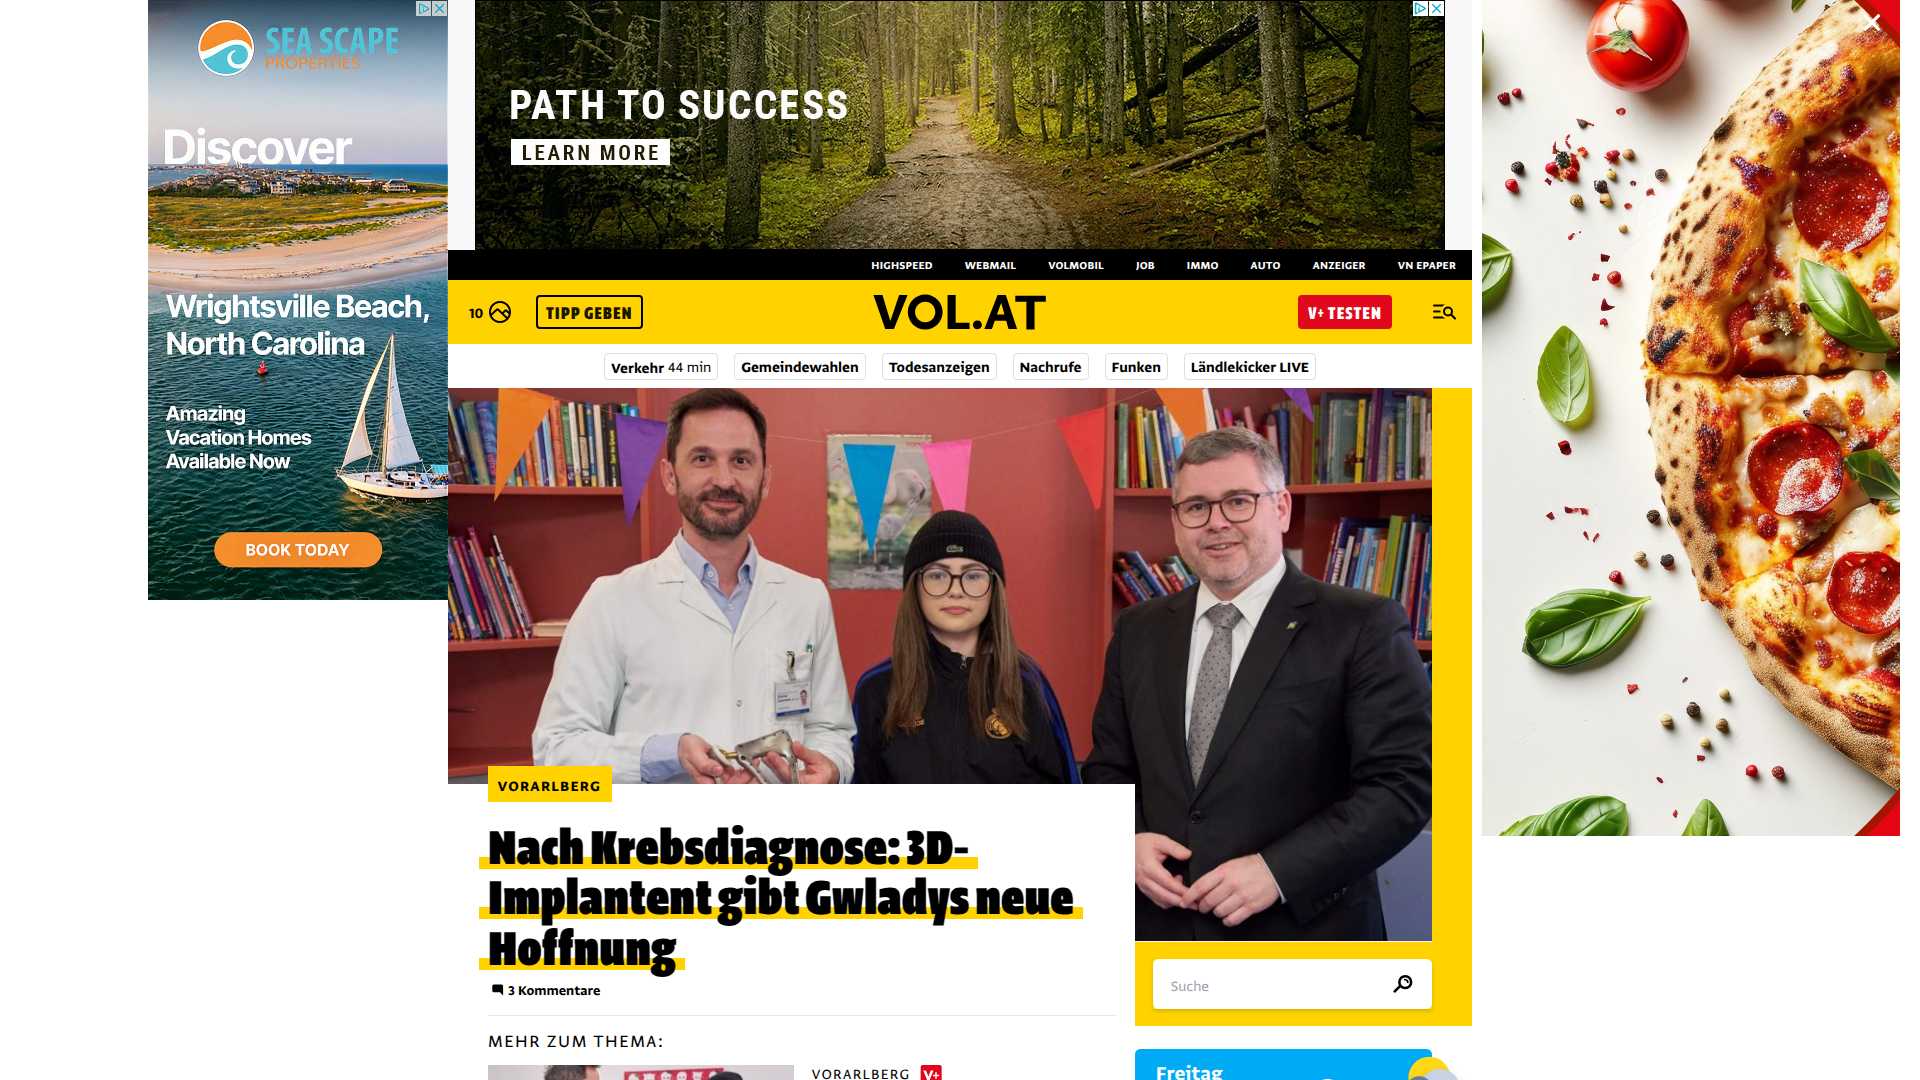 SEA SCAPE
PROPERTIES
Discover
Wrightsville Beach,
North Carolina
Amazing
Vacation Homes
Available Now
BOOK TODAY
PATH TO SUCCESS
LEARN MORE
HIGHSPEED WEBMAIL VOLMOBIL JOB IMMO AUTO ANZEIGER VN EPAPER
10 TIPP GEBEN VOL.AT V+ TESTEN
Verkehr 44 min Gemeindewahlen Todesanzeigen Nachrufe Funken Ländlekicker LIVE
VORARLBERG
Nach Krebsdiagnose: 3D-
Implantent gibt Gwladys neue
Hoffnung
3 Kommentare
Suche
MEHR ZUM THEMA:
VORARLBERG V+
Freitag